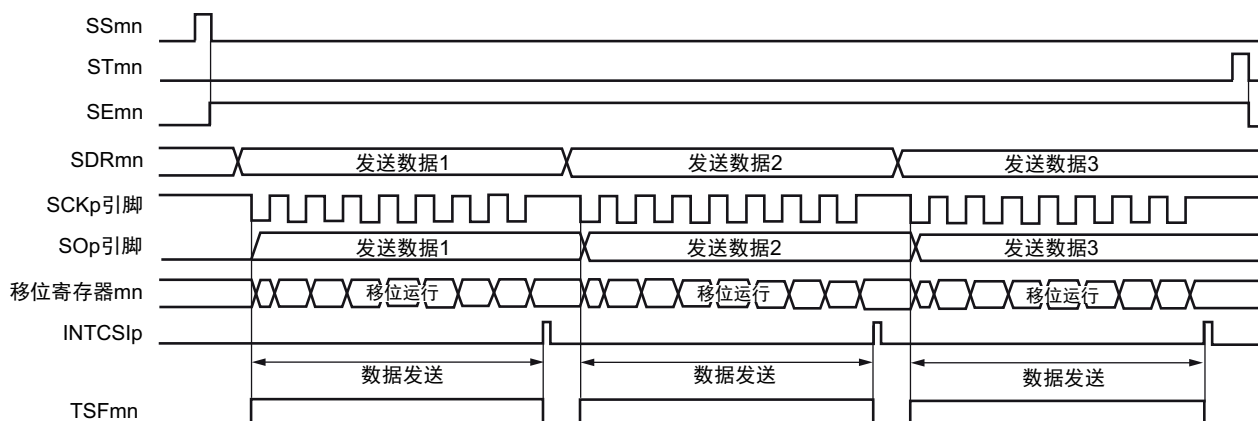 SSmn
STmn
SEmn
SDRmn 发送数据1 发送数据2 发送数据3
SCKp引脚
SOp引脚 发送数据1 发送数据2 发送数据3
移位寄存器mn 移位运行 移位运行 移位运行
INTCSIp
数据发送 数据发送 数据发送
TSFmn